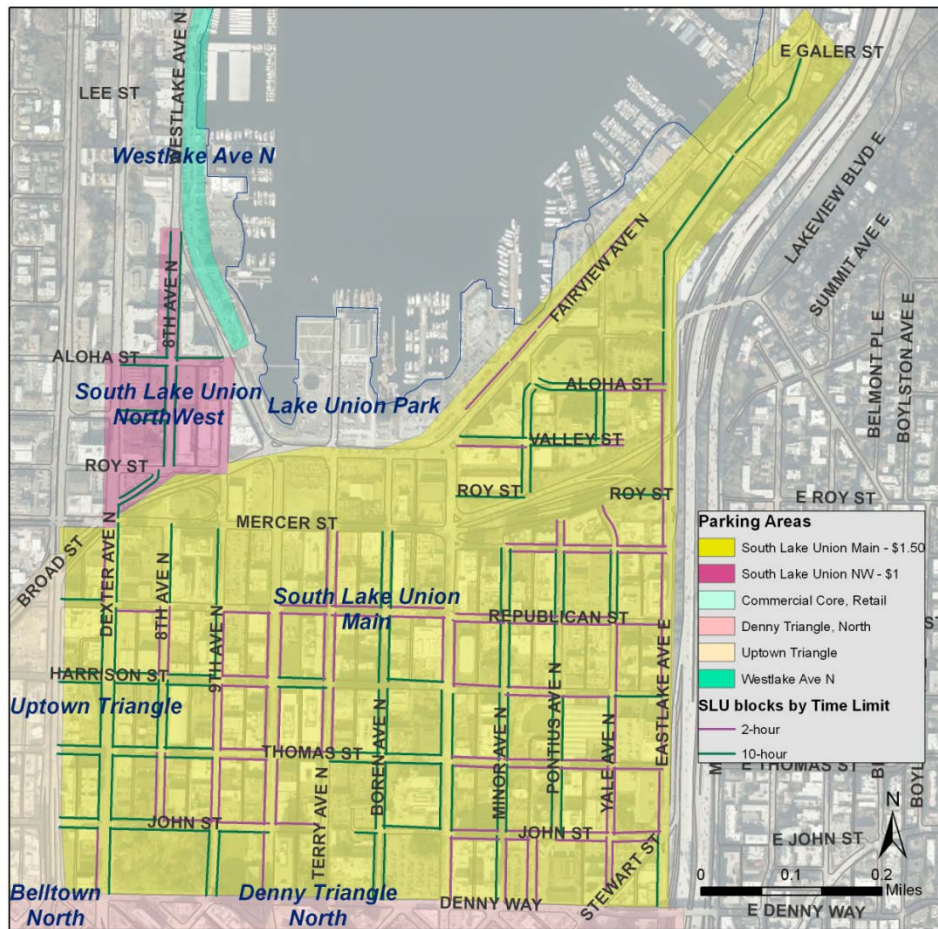 E GALER ST
LEE ST
WESTLAKE AVE N
Westlake Ave N
LAKEVIEW BLVD E
SUMMIT AVE E
FAIRVIEW AVE N
8TH AVE N
BELMONT PL E
BOYLSTON AVE E
ALOHA ST
South Lake Union
NorthWest
Lake Union Park
ALOHA ST
VALLEY ST
ROY ST
ROY ST
ROY ST
E ROY ST
MERCER ST
BROAD ST
DEXTER AVE N
8TH AVE N
9TH AVE N
South Lake Union
Main
REPUBLICAN ST
HARRISON ST
Uptown Triangle
THOMAS ST
TERRY AVE N
BOREN AVE N
MINOR AVE N
PONTIUS AVE N
YALE AVE N
EASTLAKE AVE E
JOHN ST
JOHN ST
STEWART ST
Belltown
North
Denny Triangle
North
DENNY WAY
Parking Areas
South Lake Union Main - $1.50
South Lake Union NW - $1
Commercial Core, Retail
Denny Triangle, North
Uptown Triangle
Westlake Ave N
SLU blocks by Time Limit
2-hour
10-hour
E THOMAS ST
N
E JOHN ST
0 0.1 0.2
Miles
E DENNY WAY